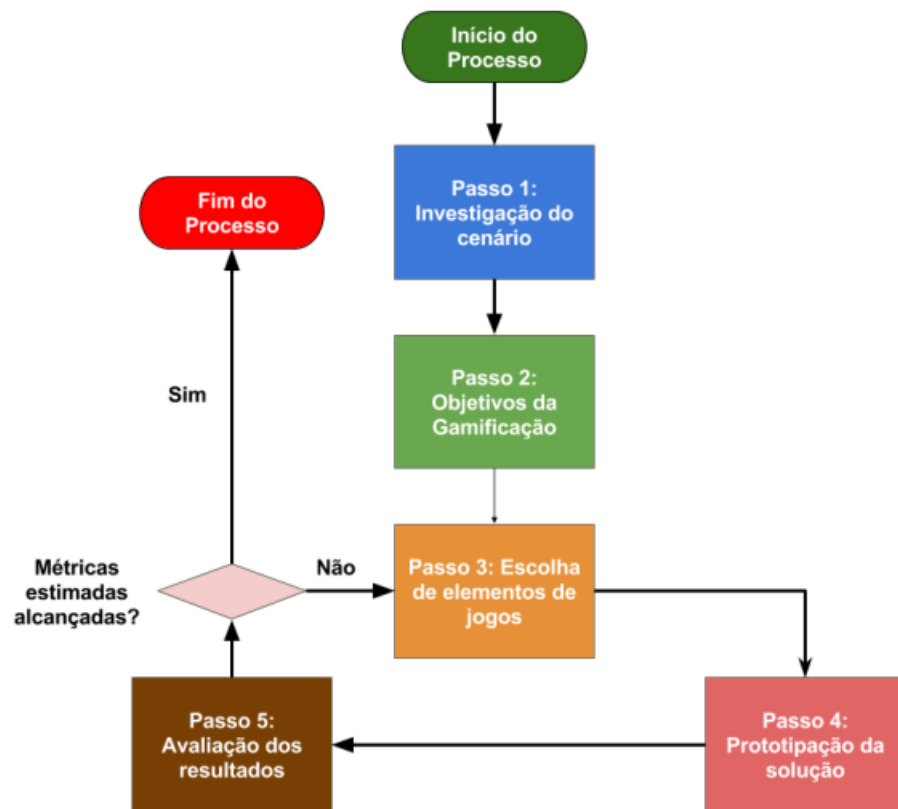 Início do
Processo
Passo 1:
Investigação do
cenário
Fim do
Processo
Passo 2:
Objetivos da
Gamificação
Sim
Métricas
estimadas
alcançadas?
Não
Passo 3: Escolha
de elementos de
jogos
Passo 4:
Prototipação da
solução
Passo 5:
Avaliação dos
resultados